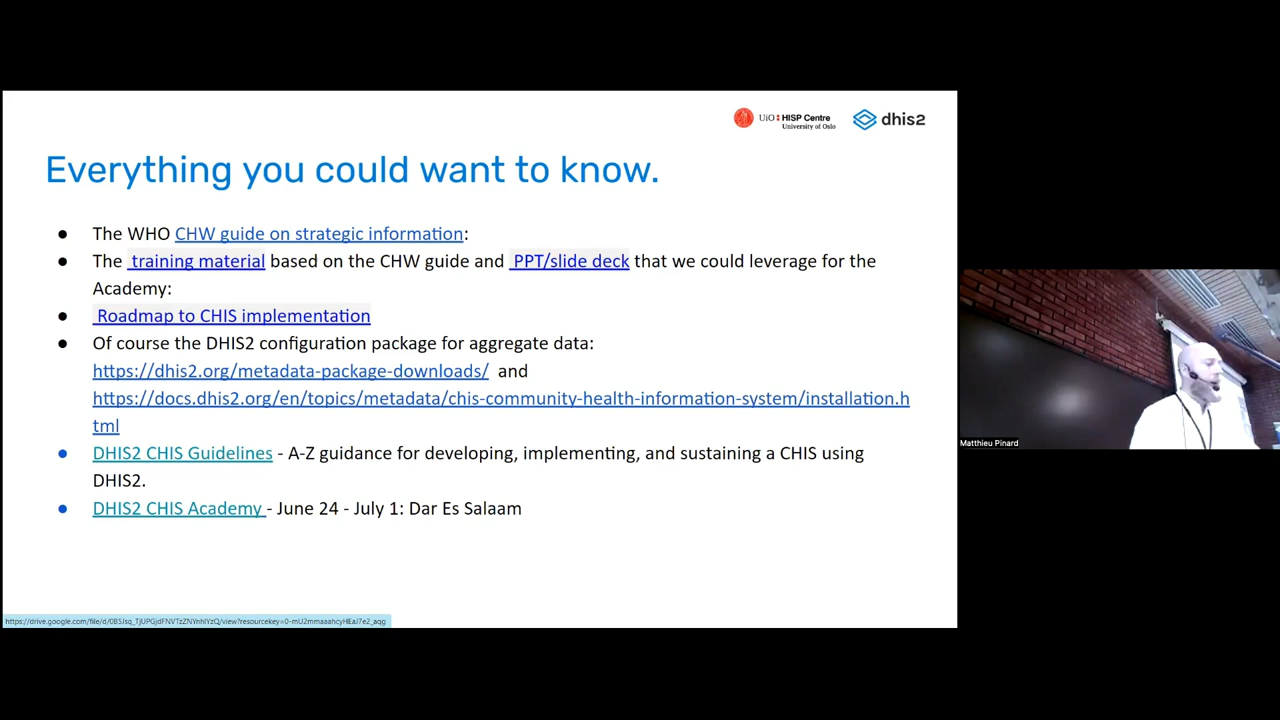 UiO: HISP Centre
University of Oslo
dhis2
Everything you could want to know.
● The WHO CHW guide on strategic information:
● The training material based on the CHW guide and PPT/slide deck that we could leverage for the
Academy:
● Roadmap to CHIS implementation
● Of course the DHIS2 configuration package for aggregate data:
https://dhis2.org/metadata-package-downloads/ and
https://docs.dhis2.org/en/topics/metadata/chis-community-health-information-system/installation.h
tml
● DHIS2 CHIS Guidelines - A-Z guidance for developing, implementing, and sustaining a CHIS using
DHIS2.
● DHIS2 CHIS Academy - June 24 - July 1: Dar Es Salaam
Matthieu Pinard